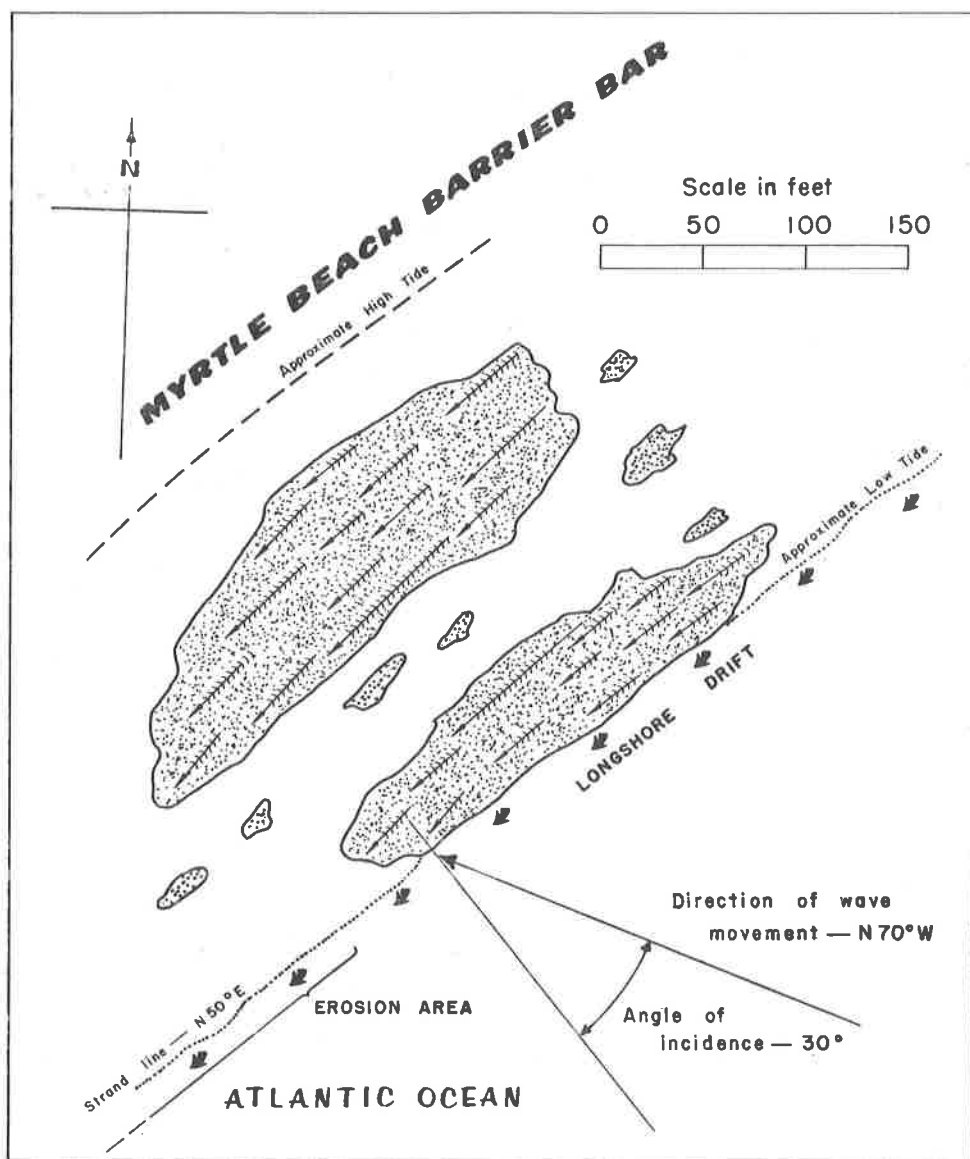 MYRTLE BEACH BARRIER BAR
N
Scale in feet
0 50 100 150
Approximate High Tide
Approximate Low Tide
LONGSHORE DRIFT
Direction of wave
movement — N 70° W
Angle of
incidence — 30°
EROSION AREA
Strand line — N 50° E
ATLANTIC OCEAN